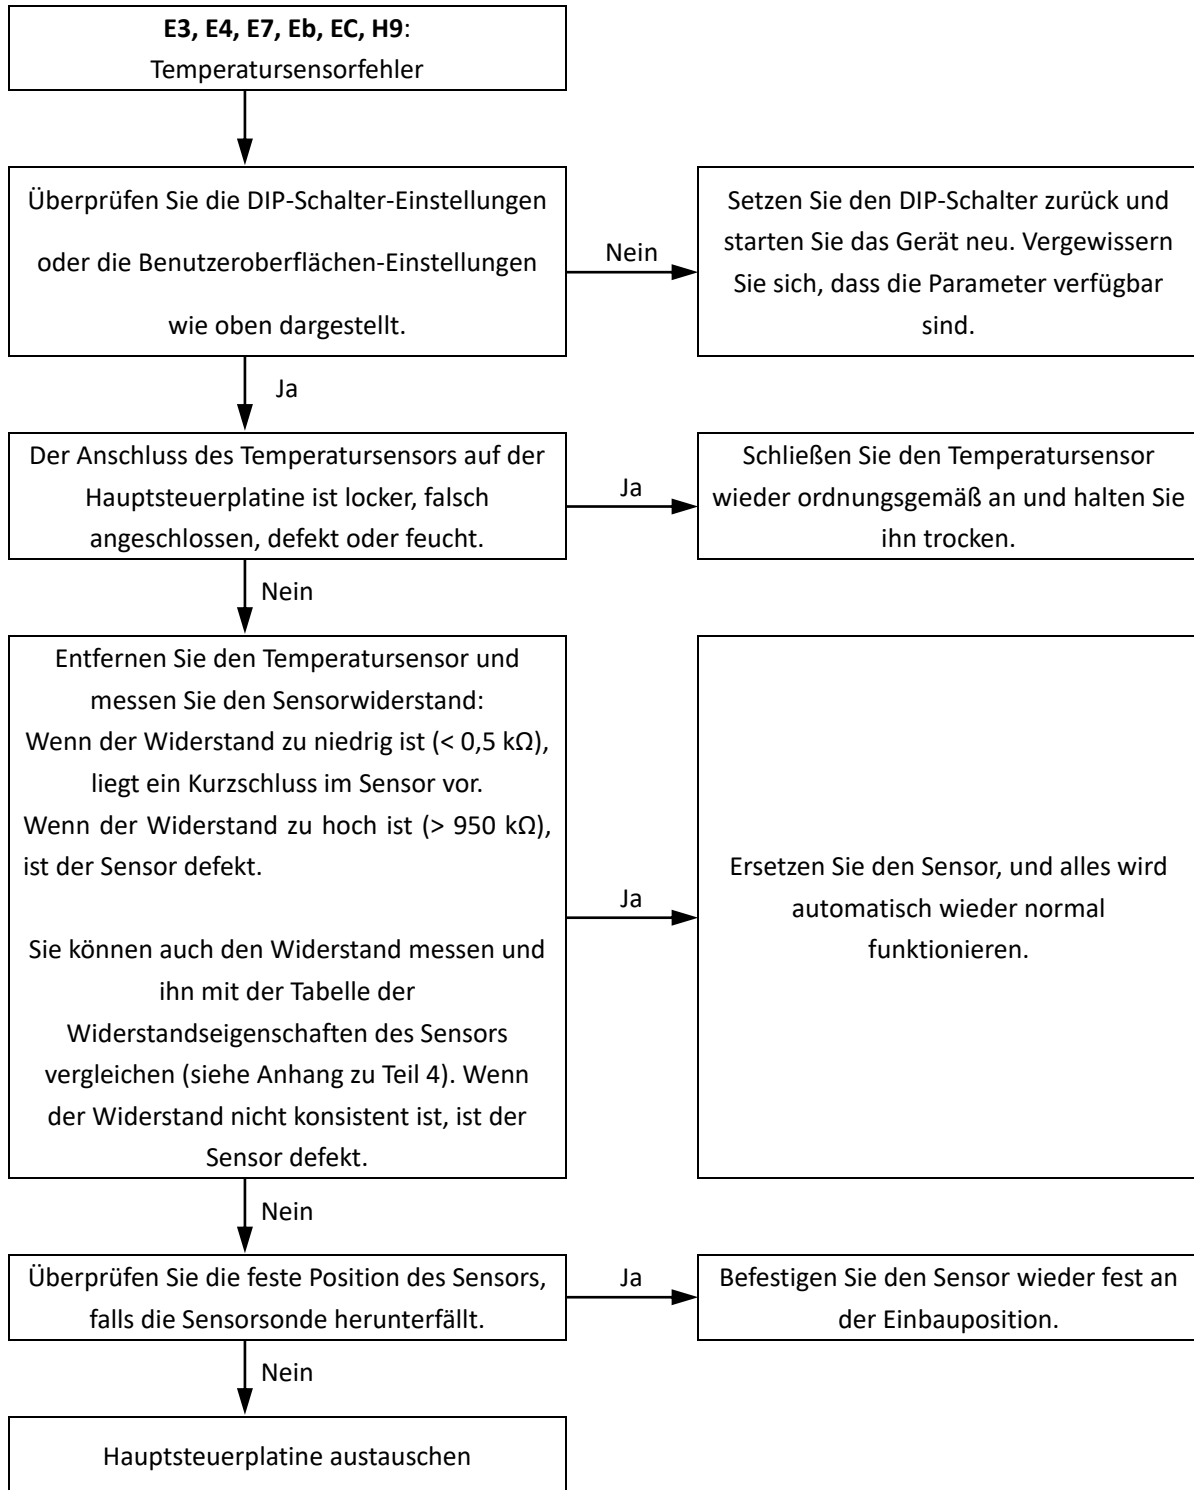 E3, E4, E7, Eb, EC, H9:
Temperatursensorfehler
Überprüfen Sie die DIP-Schalter-Einstellungen
oder die Benutzeroberflächen-Einstellungen
wie oben dargestellt.
Nein
Setzen Sie den DIP-Schalter zurück und
starten Sie das Gerät neu. Vergewissern
Sie sich, dass die Parameter verfügbar
sind.
Ja
Der Anschluss des Temperatursensors auf der
Hauptsteuerplatine ist locker, falsch
angeschlossen, defekt oder feucht.
Ja
Schließen Sie den Temperatursensor
wieder ordnungsgemäß an und halten Sie
ihn trocken.
Nein
Entfernen Sie den Temperatursensor und
messen Sie den Sensorwiderstand:
Wenn der Widerstand zu niedrig ist (< 0,5 kΩ),
liegt ein Kurzschluss im Sensor vor.
Wenn der Widerstand zu hoch ist (> 950 kΩ),
ist der Sensor defekt.
Sie können auch den Widerstand messen und
ihn mit der Tabelle der
Widerstandseigenschaften des Sensors
vergleichen (siehe Anhang zu Teil 4). Wenn
der Widerstand nicht konsistent ist, ist der
Sensor defekt.
Ja
Ersetzen Sie den Sensor, und alles wird
automatisch wieder normal
funktionieren.
Nein
Überprüfen Sie die feste Position des Sensors,
falls die Sensorsonde herunterfällt.
Ja
Befestigen Sie den Sensor wieder fest an
der Einbauposition.
Nein
Hauptsteuerplatine austauschen